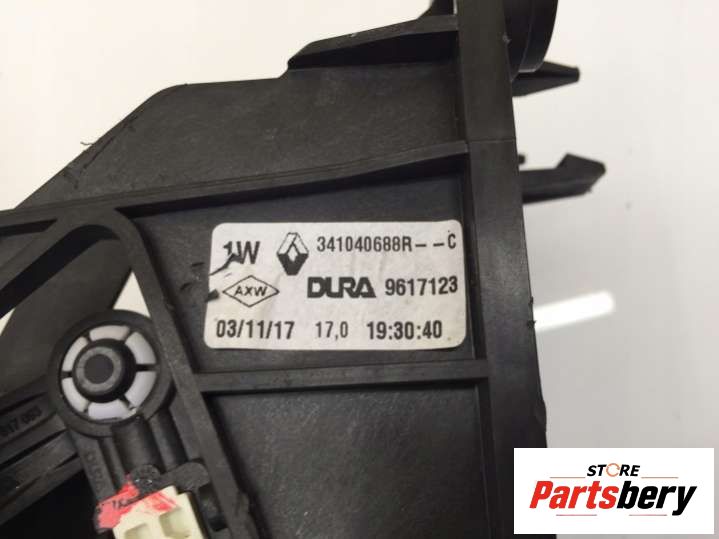 1W 341040688R--C
AXW DURA 9617123
03/11/17 17,0 19:30:40
STORE
Partsbery